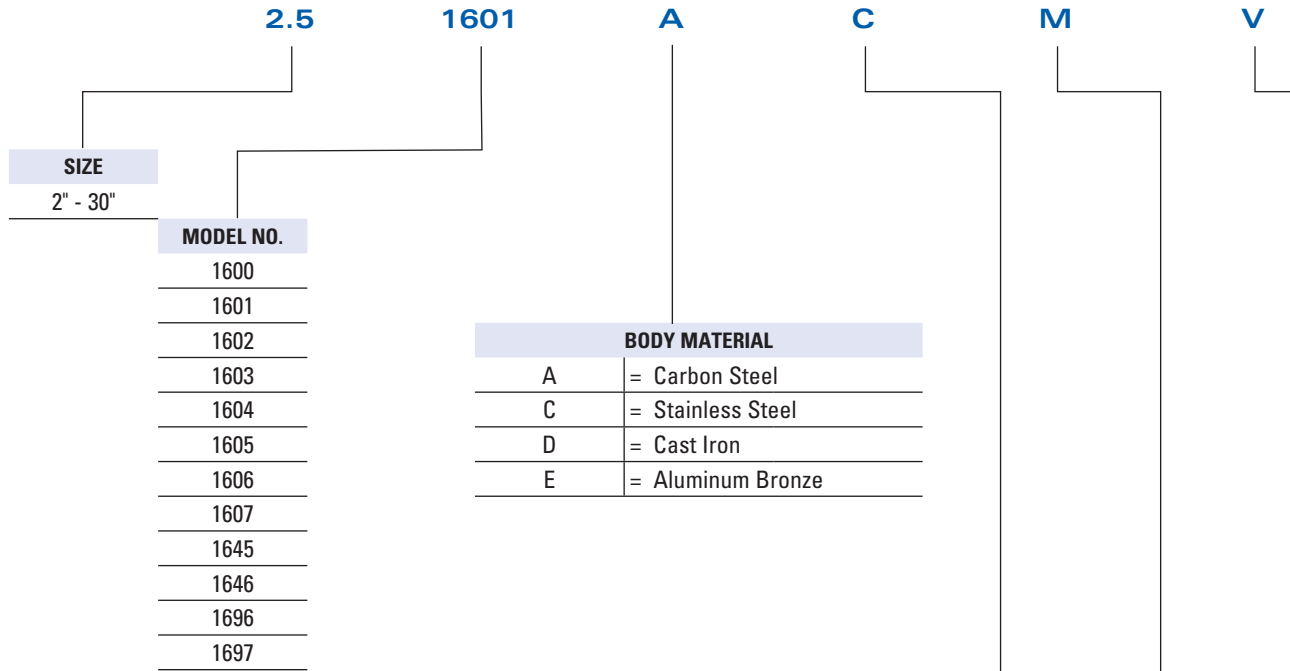 2.5 1601 A C M V
SIZE
2" - 30"
MODEL NO.
1600
1601
1602
1603
1604
1605
1606
1607
1645
1646
1696
1697
BODY MATERIAL
A = Carbon Steel
C = Stainless Steel
D = Cast Iron
E = Aluminum Bronze